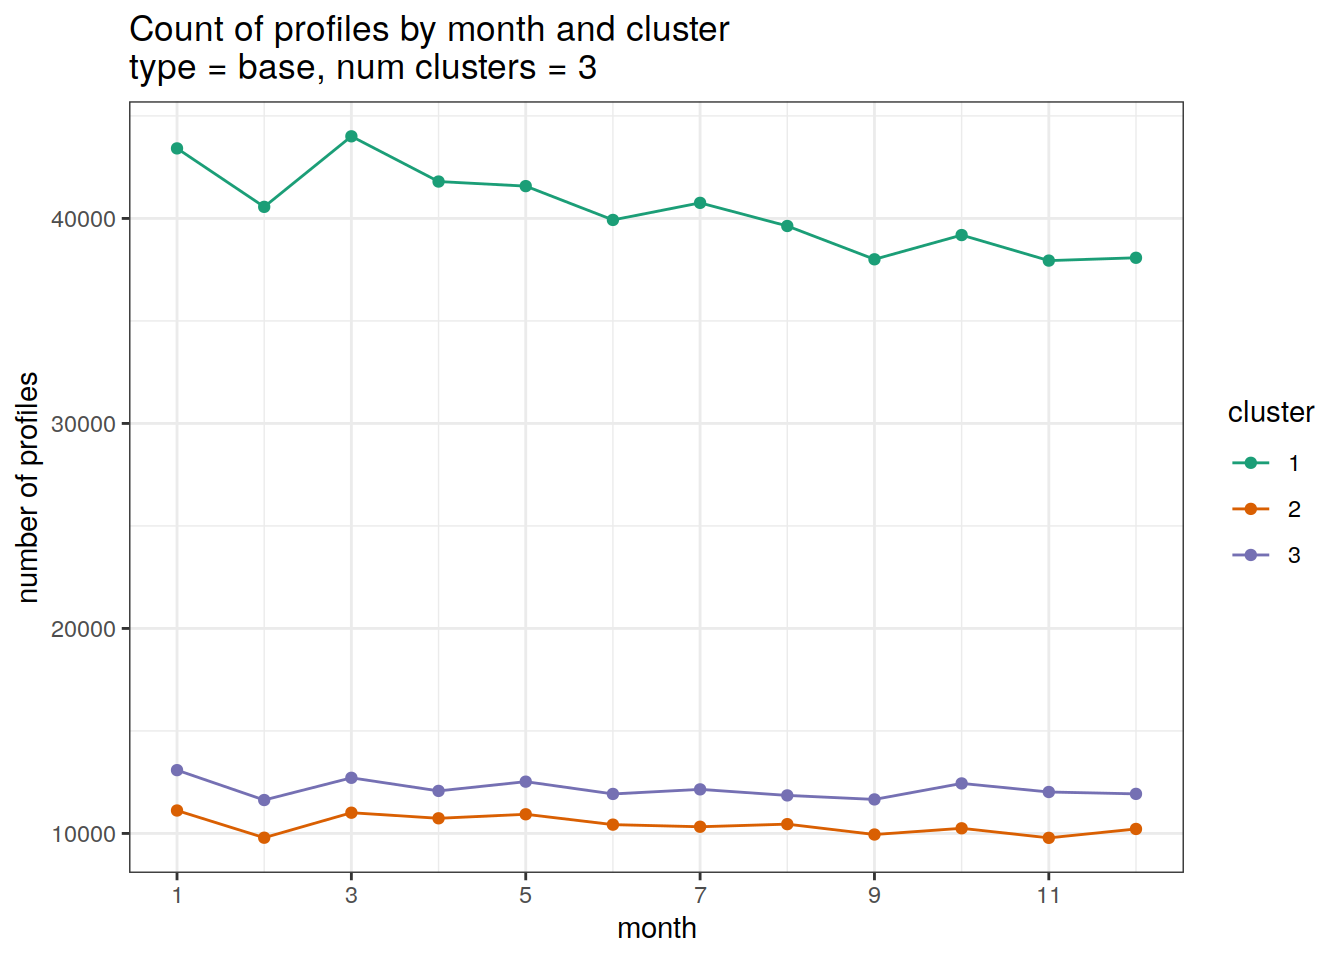 Count of profiles by month and cluster
type = base, num clusters = 3
number of profiles
40000
30000
20000
10000
1 3 5 7 9 11
month
cluster
1
2
3